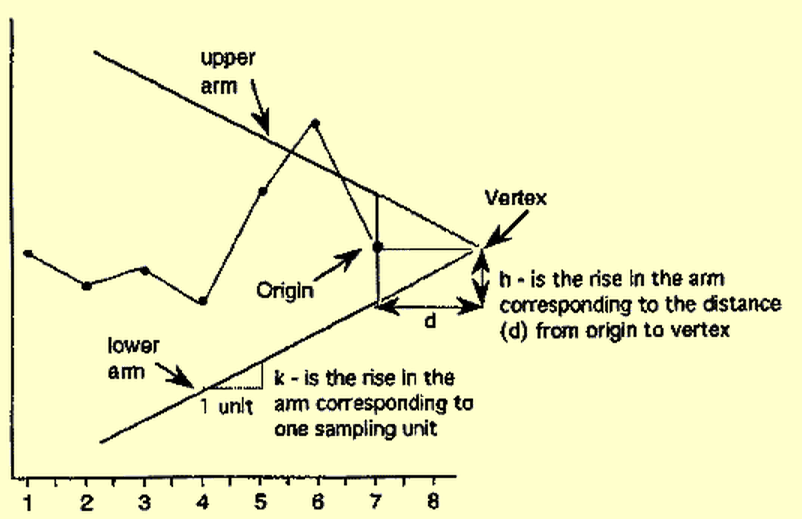 upper
arm
Vertex
Origin
h - is the rise in the arm
corresponding to the distance
(d) from origin to vertex
d
lower
arm
k - is the rise in the
arm corresponding to
one sampling unit
1 unit
1 2 3 4 5 6 7 8